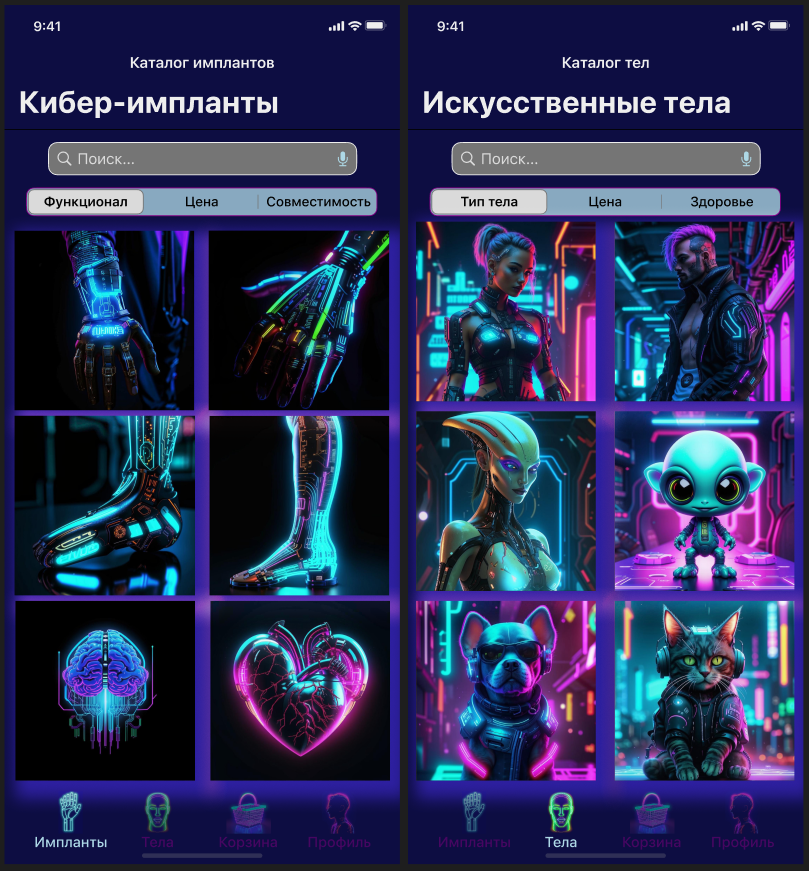 9:41
Каталог имплантов
Кибер-импланты
Поиск...
Функционал Цена Совместимость
Импланты Тела Корзина Профиль
9:41
Каталог тел
Искусственные тела
Поиск...
Тип тела Цена Здоровье
Импланты Тела Корзина Профиль